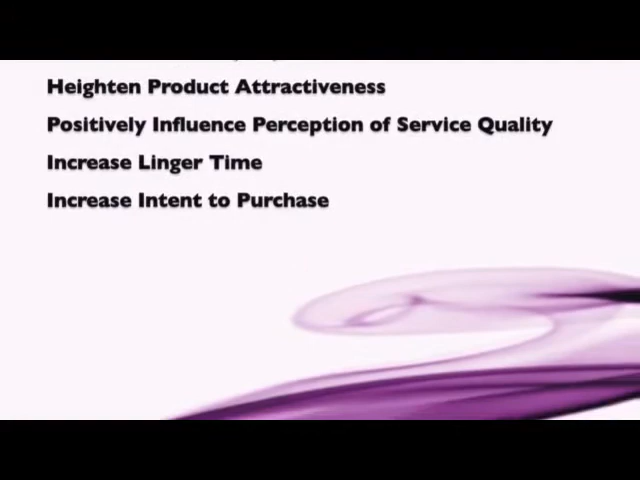 Heighten Product Attractiveness
Positively Influence Perception of Service Quality
Increase Linger Time
Increase Intent to Purchase